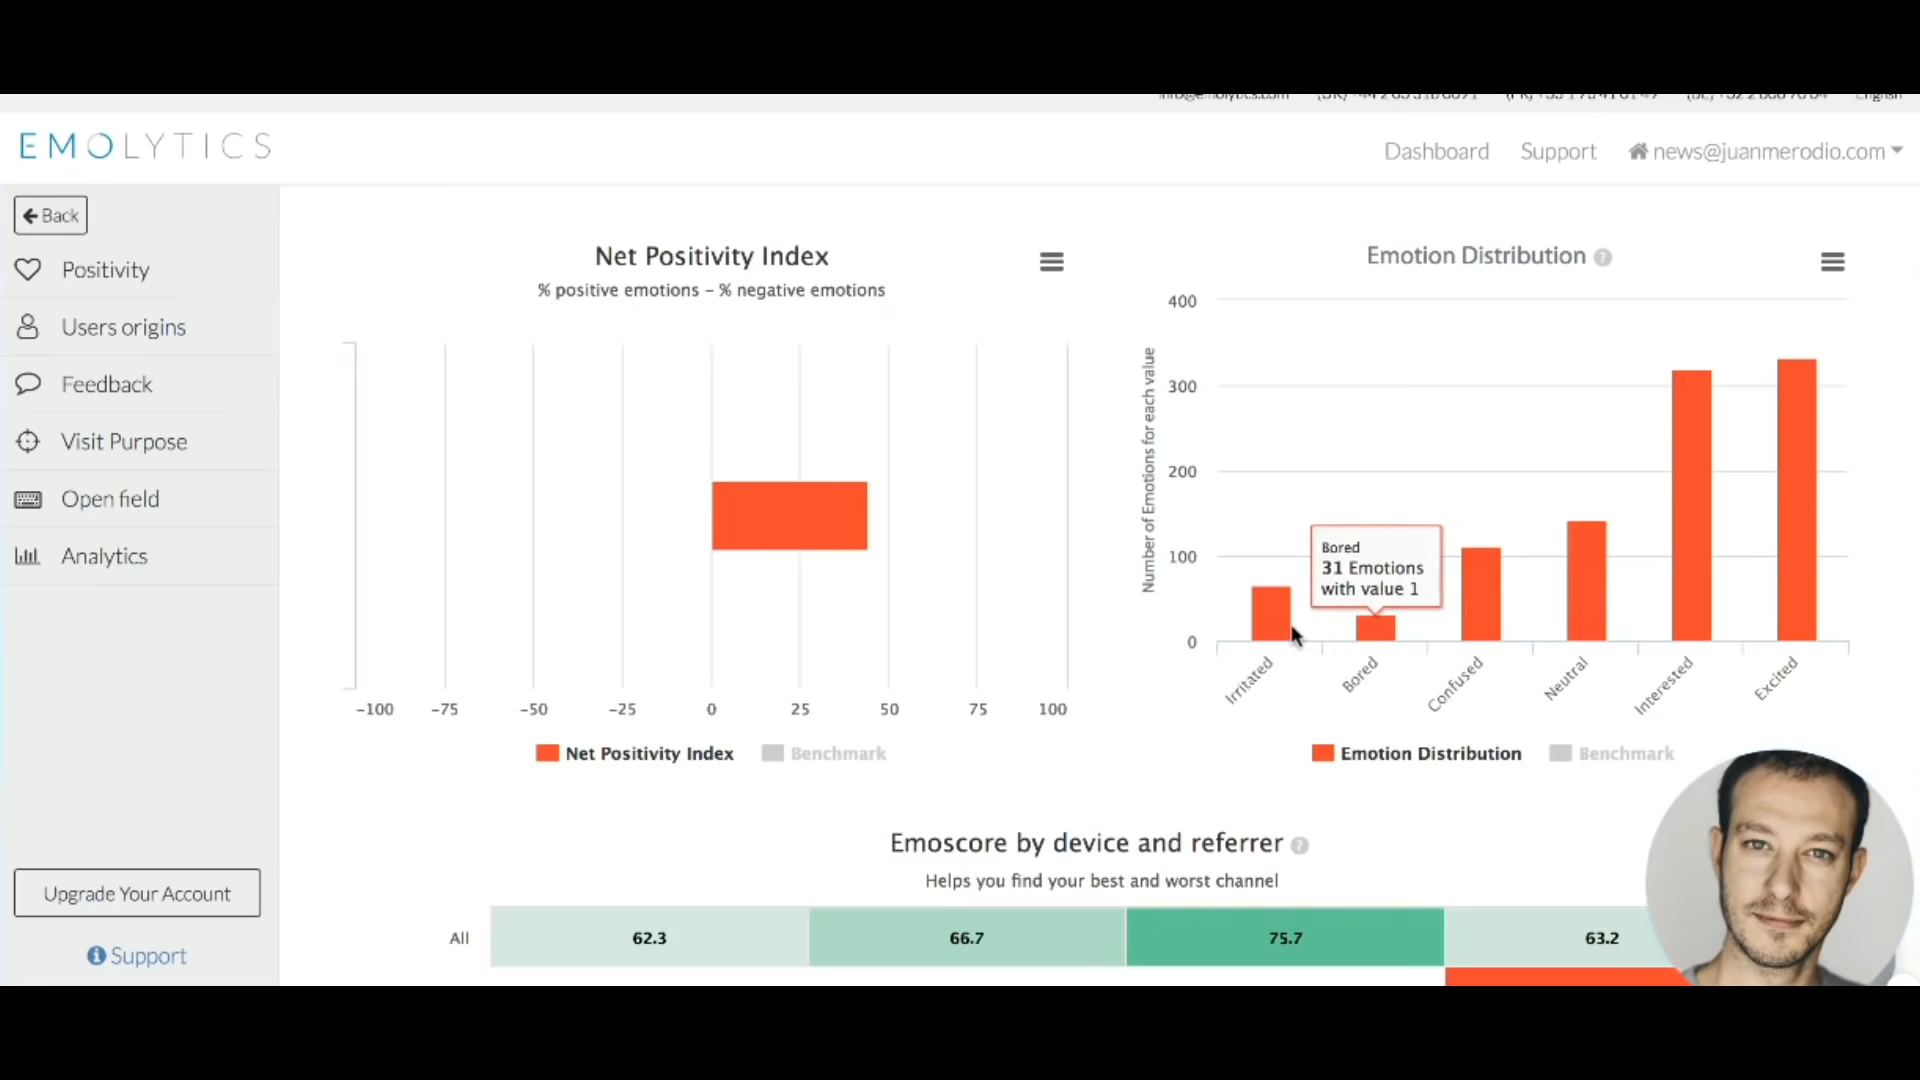 EMOLYTICS
Dashboard Support news@juanmerodio.com
Back
Positivity
Users origins
Feedback
Visit Purpose
Open field
Analytics
Upgrade Your Account
Support
Net Positivity Index
% positive emotions – % negative emotions
-100 -75 -50 -25 0 25 50 75 100
Net Positivity Index Benchmark
Emotion Distribution ?
Number of Emotions for each value
400
300
200
100
0
Bored
31 Emotions
with value 1
Irritated Bored Confused Neutral Interested Excited
Emotion Distribution Benchmark
Emoscore by device and referrer ?
Helps you find your best and worst channel
All 62.3 66.7 75.7 63.2